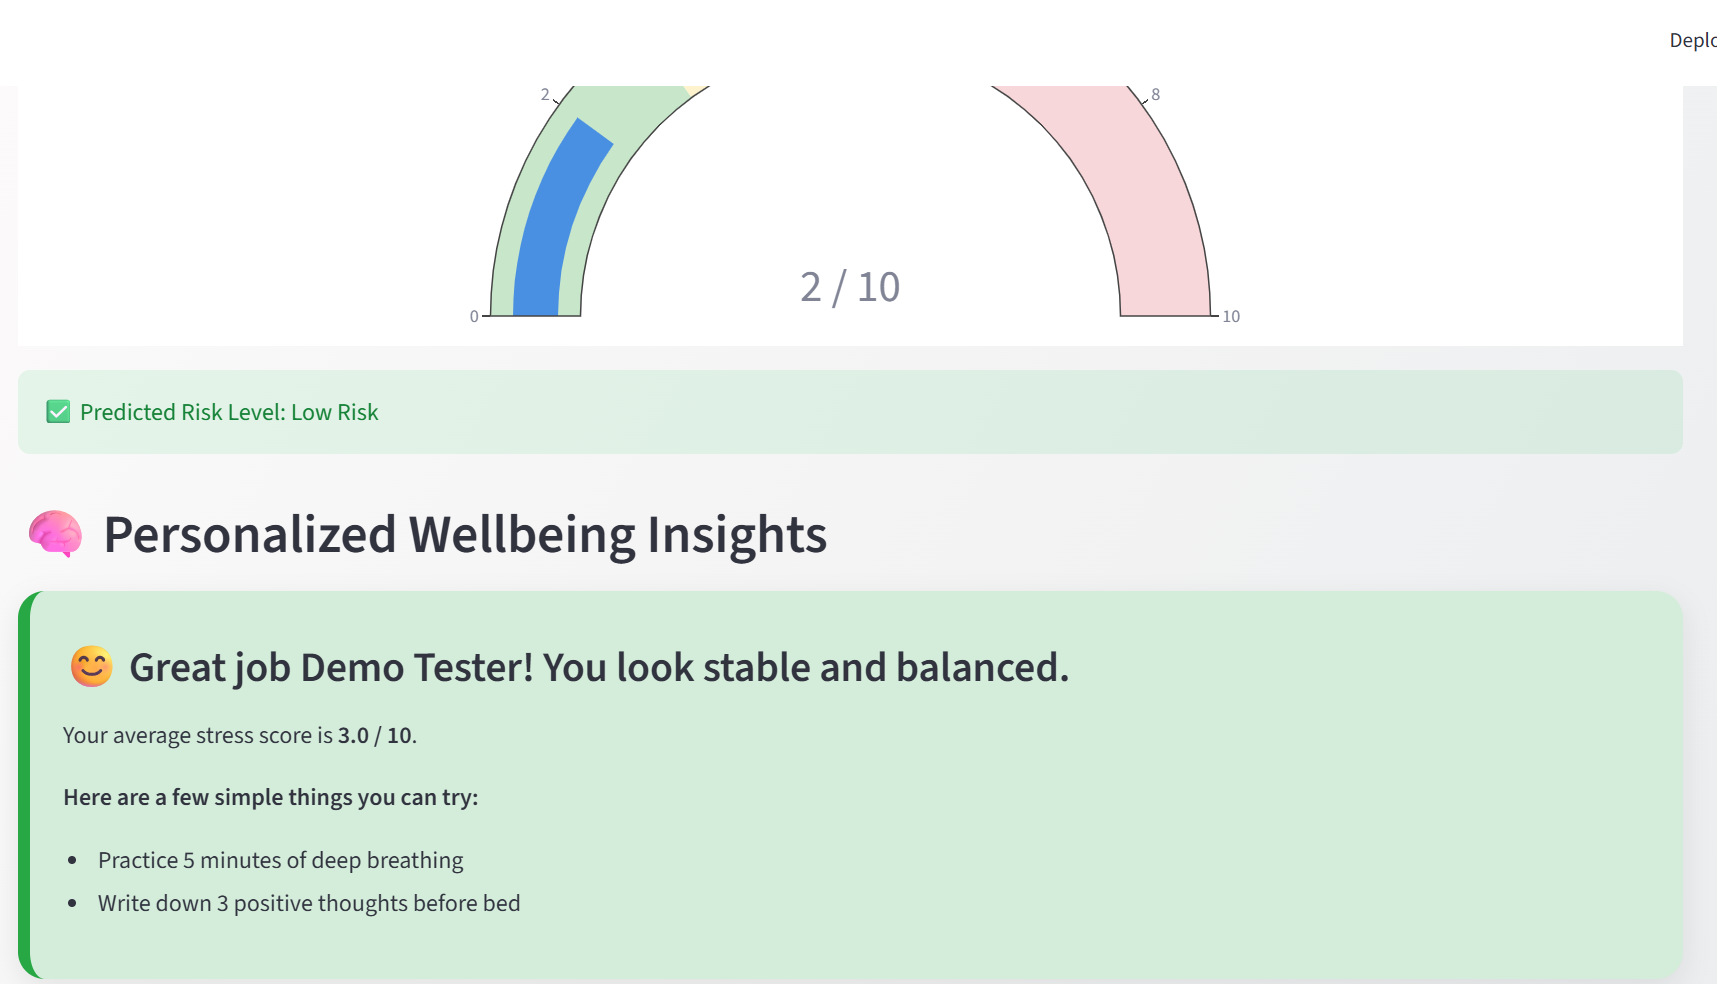 2
8
2 / 10
0
10
✅ Predicted Risk Level: Low Risk
🧠 Personalized Wellbeing Insights
😊 Great job Demo Tester! You look stable and balanced.
Your average stress score is 3.0 / 10.
Here are a few simple things you can try:
• Practice 5 minutes of deep breathing
• Write down 3 positive thoughts before bed